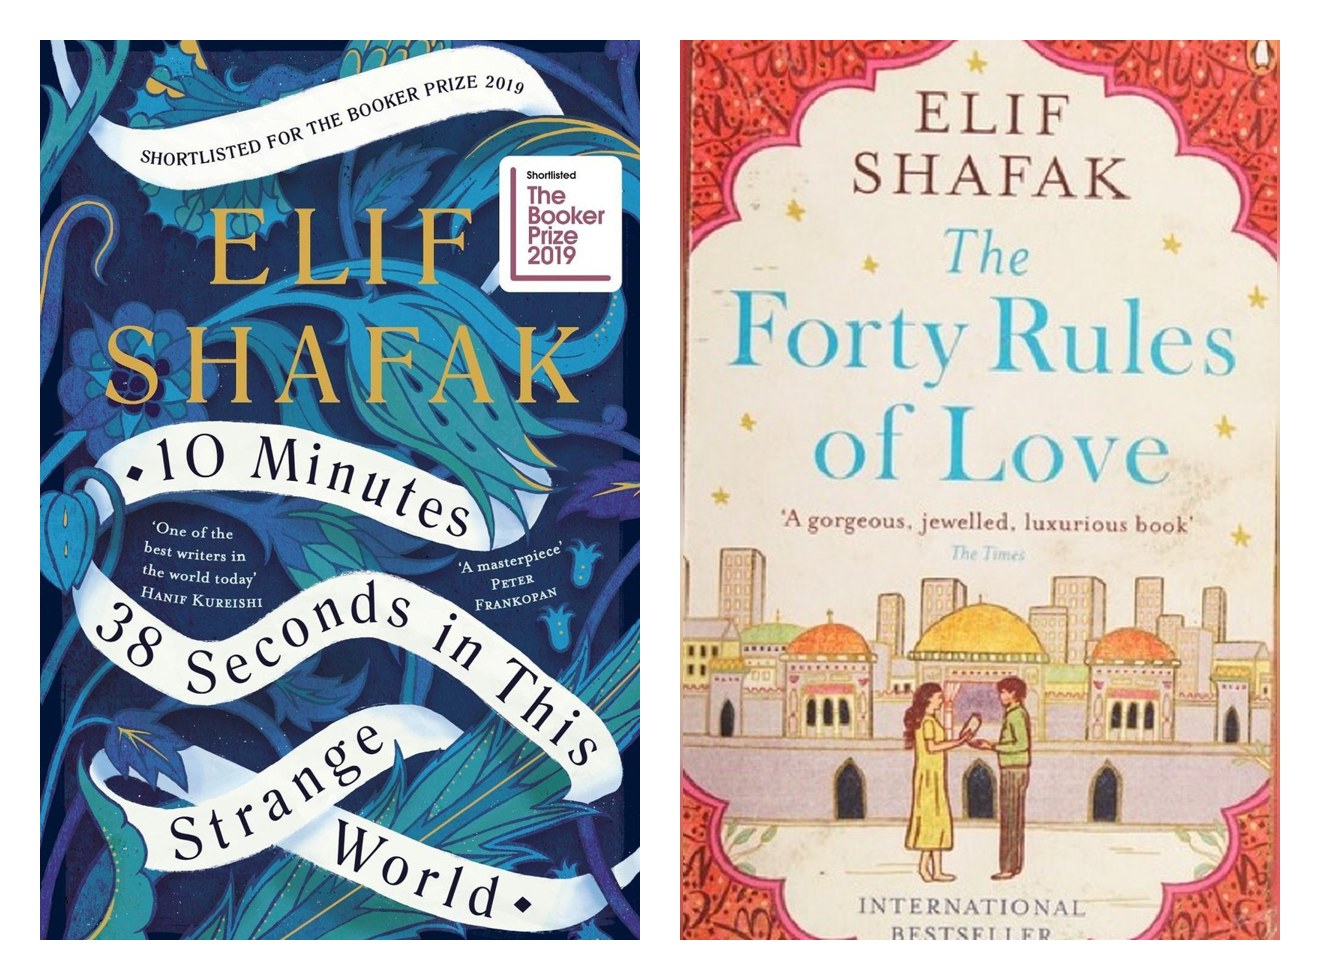 SHORTLISTED FOR THE BOOKER PRIZE 2019
Shortlisted
The
Booker
Prize
2019
ELIF
SHAFAK
10 Minutes
'One of the
best writers in
the world today'
HANIF KUREISHI
'A masterpiece'
PETER
FRANKOPAN
38 Seconds in This
Strange
World
ELIF
SHAFAK
The
Forty Rules
of Love
'A gorgeous, jewelled, luxurious book'
The Times
INTERNATIONAL
BESTSELLER